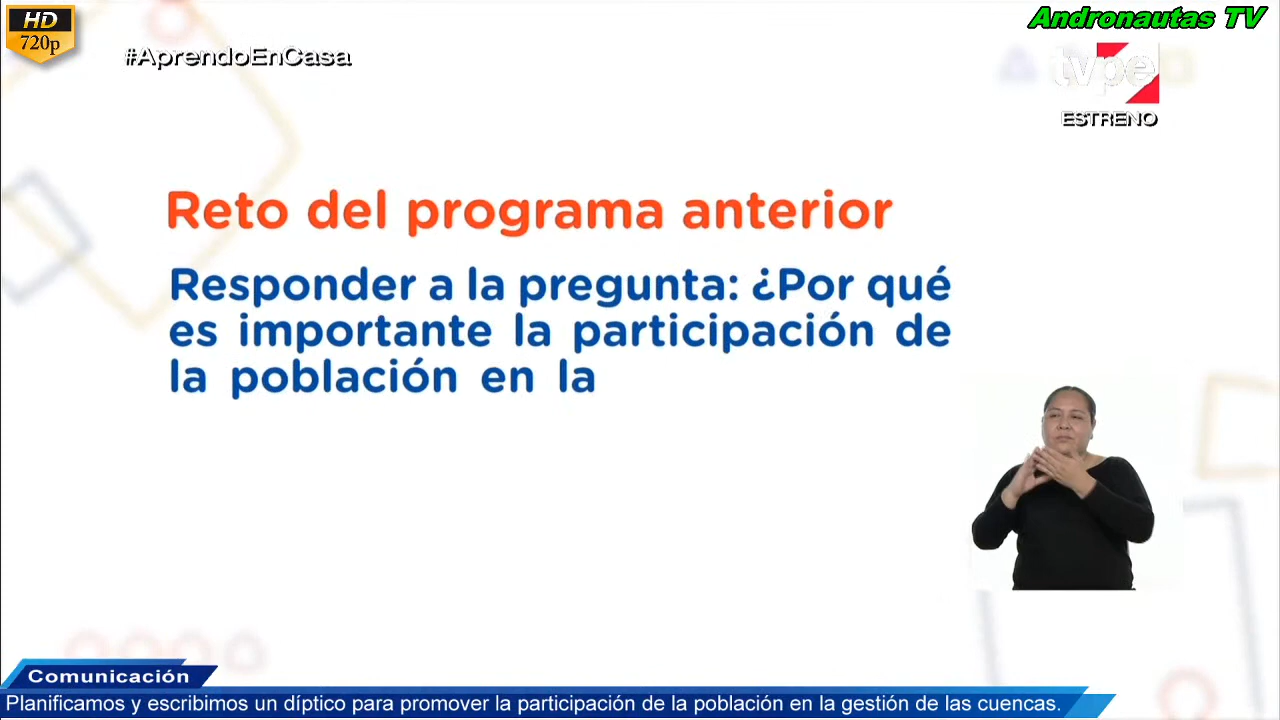 HD
720p
#AprendoEnCasa
Andronautas TV
tvpe
ESTRENO
Reto del programa anterior
Responder a la pregunta: ¿Por qué
es importante la participación de
la población en la
Comunicación
Planificamos y escribimos un díptico para promover la participación de la población en la gestión de las cuencas.